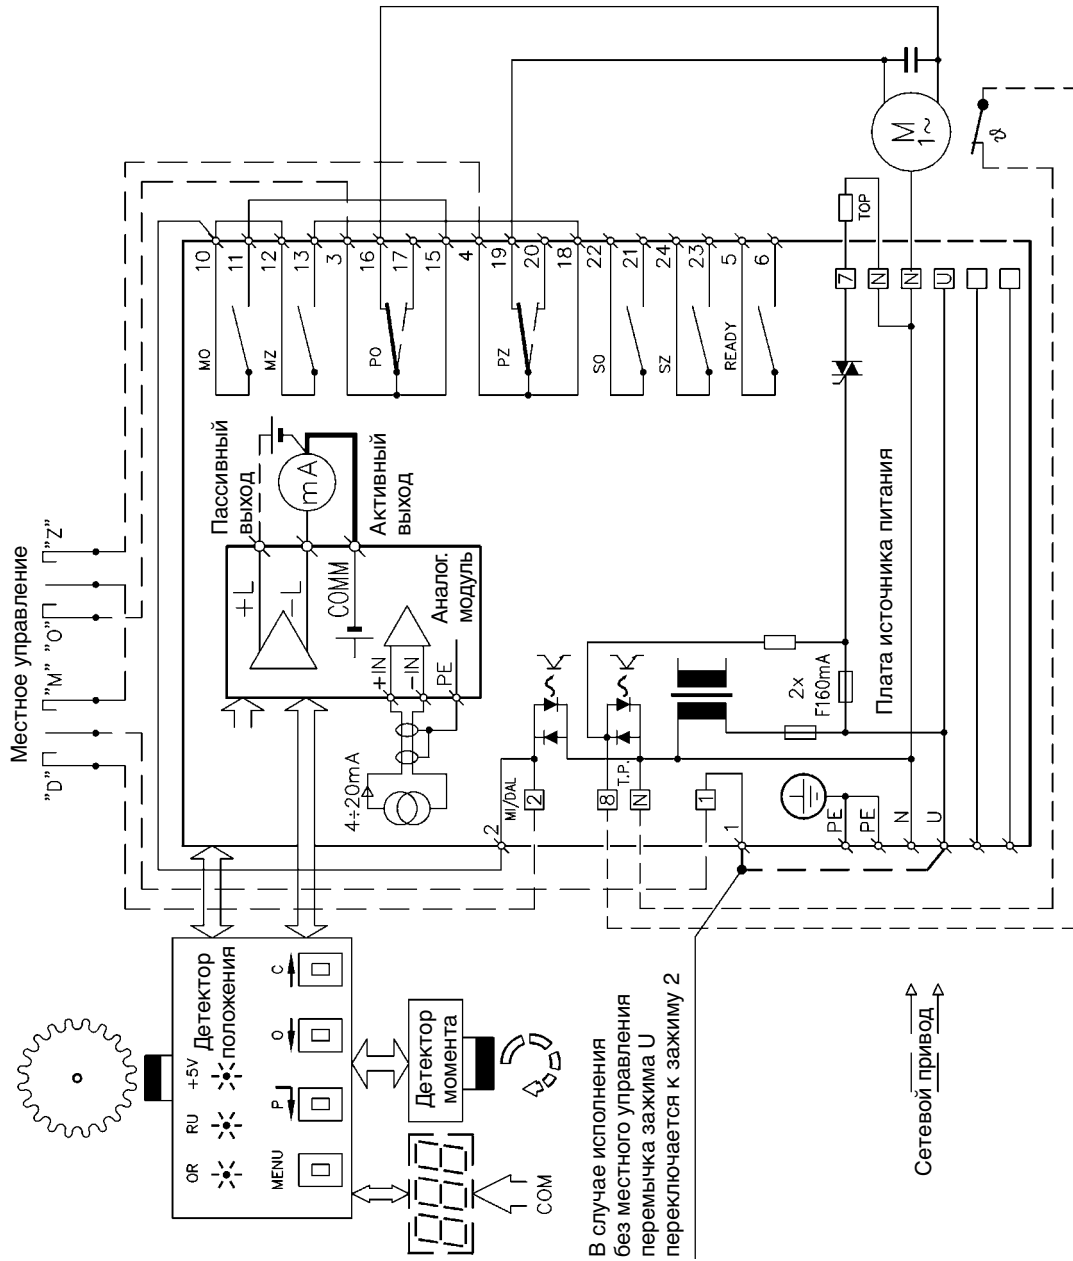 Местное управление
"D"
"M"
"O"
"Z"
10
11
12
13
3
16
17
15
4
19
20
18
22
21
24
23
5
6
MO
MZ
PO
PZ
SO
SZ
READY
M
1~
ϑ
TOP
7
N
N
U
Пассивный
выход
mA
Активный
выход
+L
-L
COMM
Аналог.
модуль
+IN
-IN
PE
4÷20mA
2
MI/DAL
2
8
T.P.
N
1
1
2x
F160mA
Плата источника питания
PE
PE
N
U
Детектор
положения
OR
RU
+5V
MENU
P
O
C
Детектор
момента
COM
В случае исполнения
без местного управления
перемычка зажима U
переключается к зажиму 2
Сетевой привод